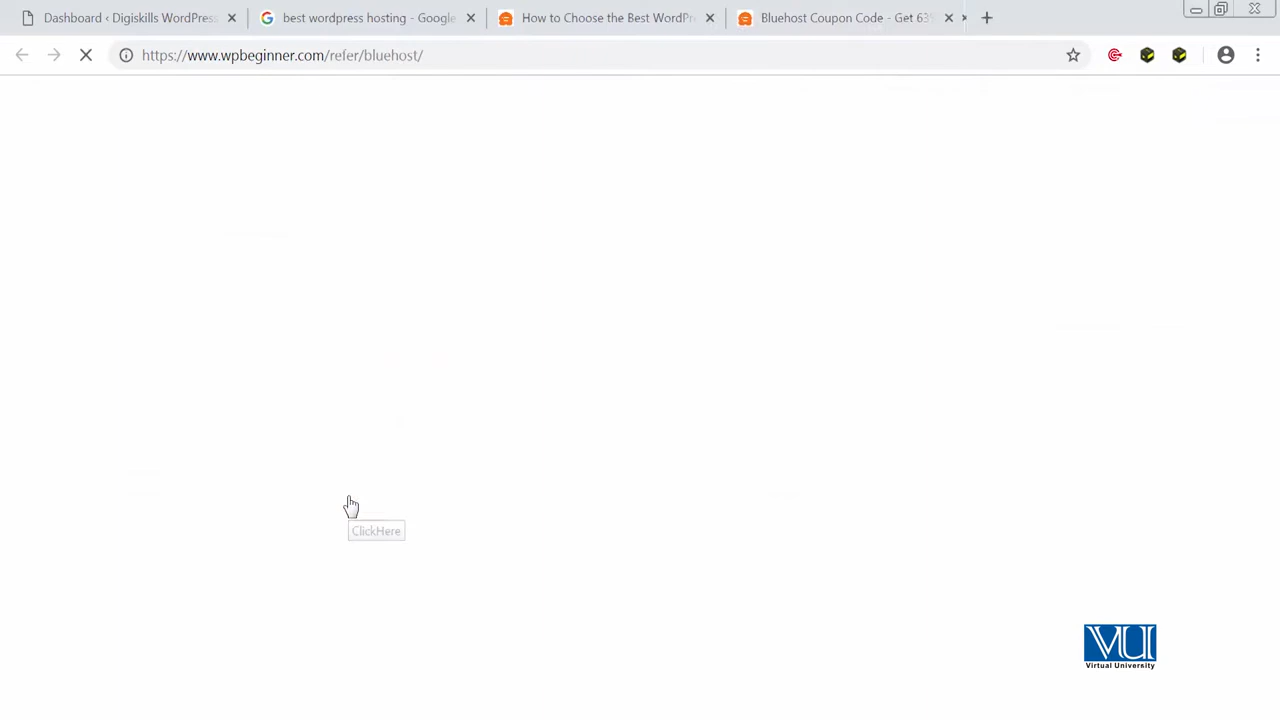 Dashboard ‹ Digiskills WordPress
best wordpress hosting - Google
How to Choose the Best WordPr
Bluehost Coupon Code - Get 63%
https://www.wpbeginner.com/refer/bluehost/
ClickHere
VU
Virtual University